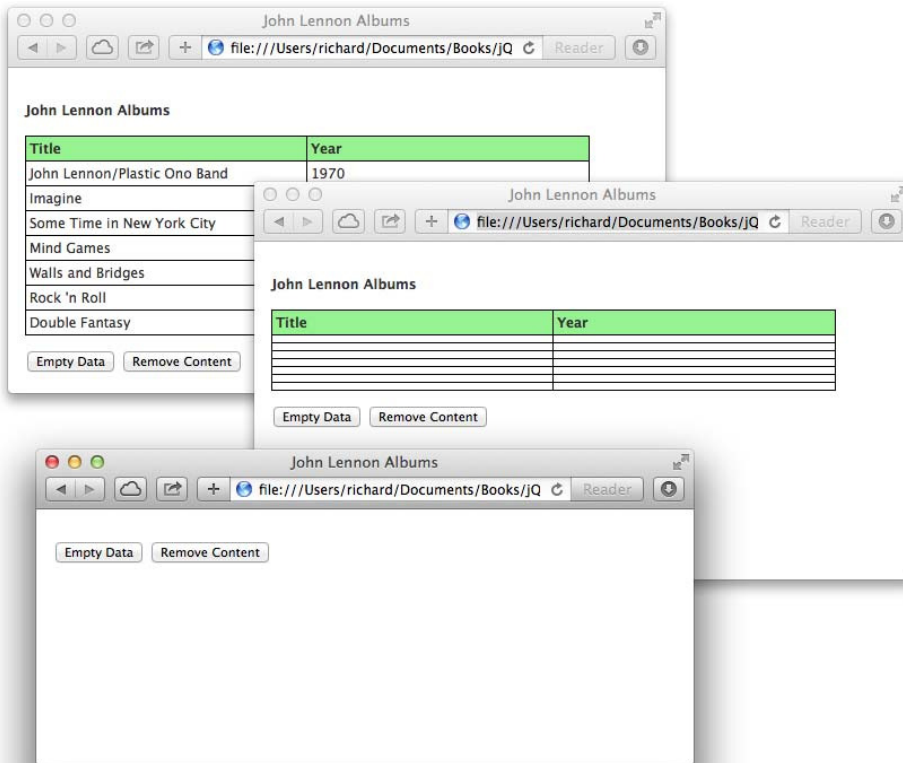 John Lennon Albums
file:///Users/richard/Documents/Books/jQ Reader
John Lennon Albums
Title Year
John Lennon/Plastic Ono Band 1970
Imagine
Some Time in New York City
Mind Games
Walls and Bridges
Rock 'n Roll
Double Fantasy
Empty Data Remove Content
John Lennon Albums
file:///Users/richard/Documents/Books/jQ Reader
John Lennon Albums
Title Year
Empty Data Remove Content
John Lennon Albums
file:///Users/richard/Documents/Books/jQ Reader
Empty Data Remove Content